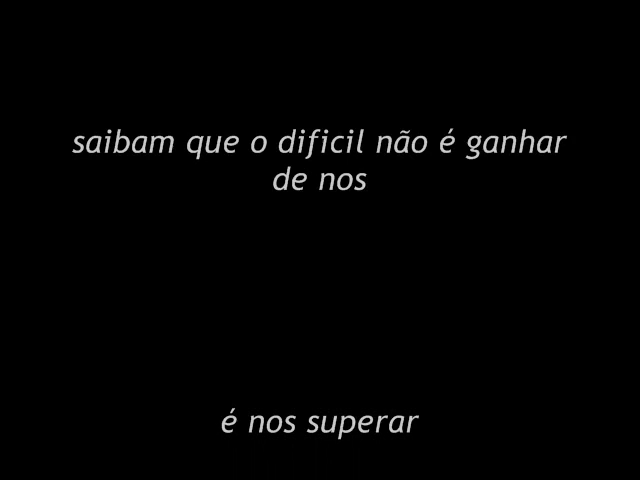 saibam que o dificil não é ganhar
de nos
é nos superar